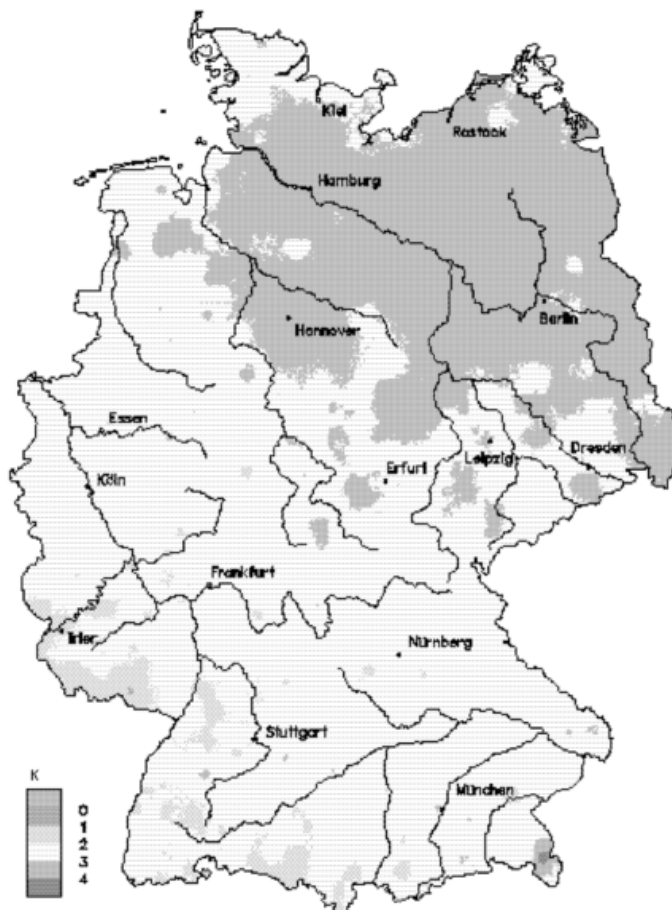 Kiel
Rostock
Hamburg
Hannover
Berlin
Essen
Leipzig
Dresden
Köln
Erfurt
Frankfurt
Trier
Nürnberg
Stuttgart
K
München
0
1
2
3
4